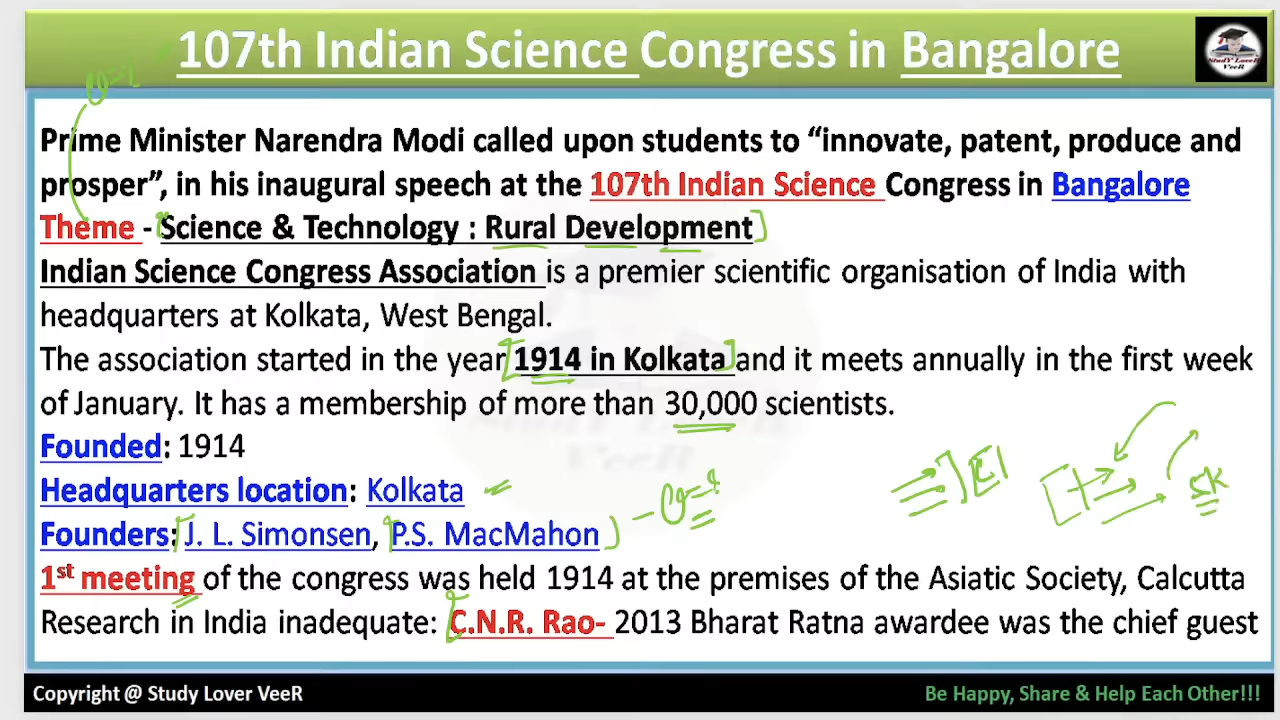 107th Indian Science Congress in Bangalore
StudY LoveR
VeeR
Prime Minister Narendra Modi called upon students to “innovate, patent, produce and
prosper”, in his inaugural speech at the 107th Indian Science Congress in Bangalore
Theme - Science & Technology : Rural Development
Indian Science Congress Association is a premier scientific organisation of India with
headquarters at Kolkata, West Bengal.
The association started in the year 1914 in Kolkata and it meets annually in the first week
of January. It has a membership of more than 30,000 scientists.
Founded: 1914
Headquarters location: Kolkata
Founders: J. L. Simonsen, P.S. MacMahon
1st meeting of the congress was held 1914 at the premises of the Asiatic Society, Calcutta
Research in India inadequate: C.N.R. Rao- 2013 Bharat Ratna awardee was the chief guest
Copyright @ Study Lover VeeR
Be Happy, Share & Help Each Other!!!